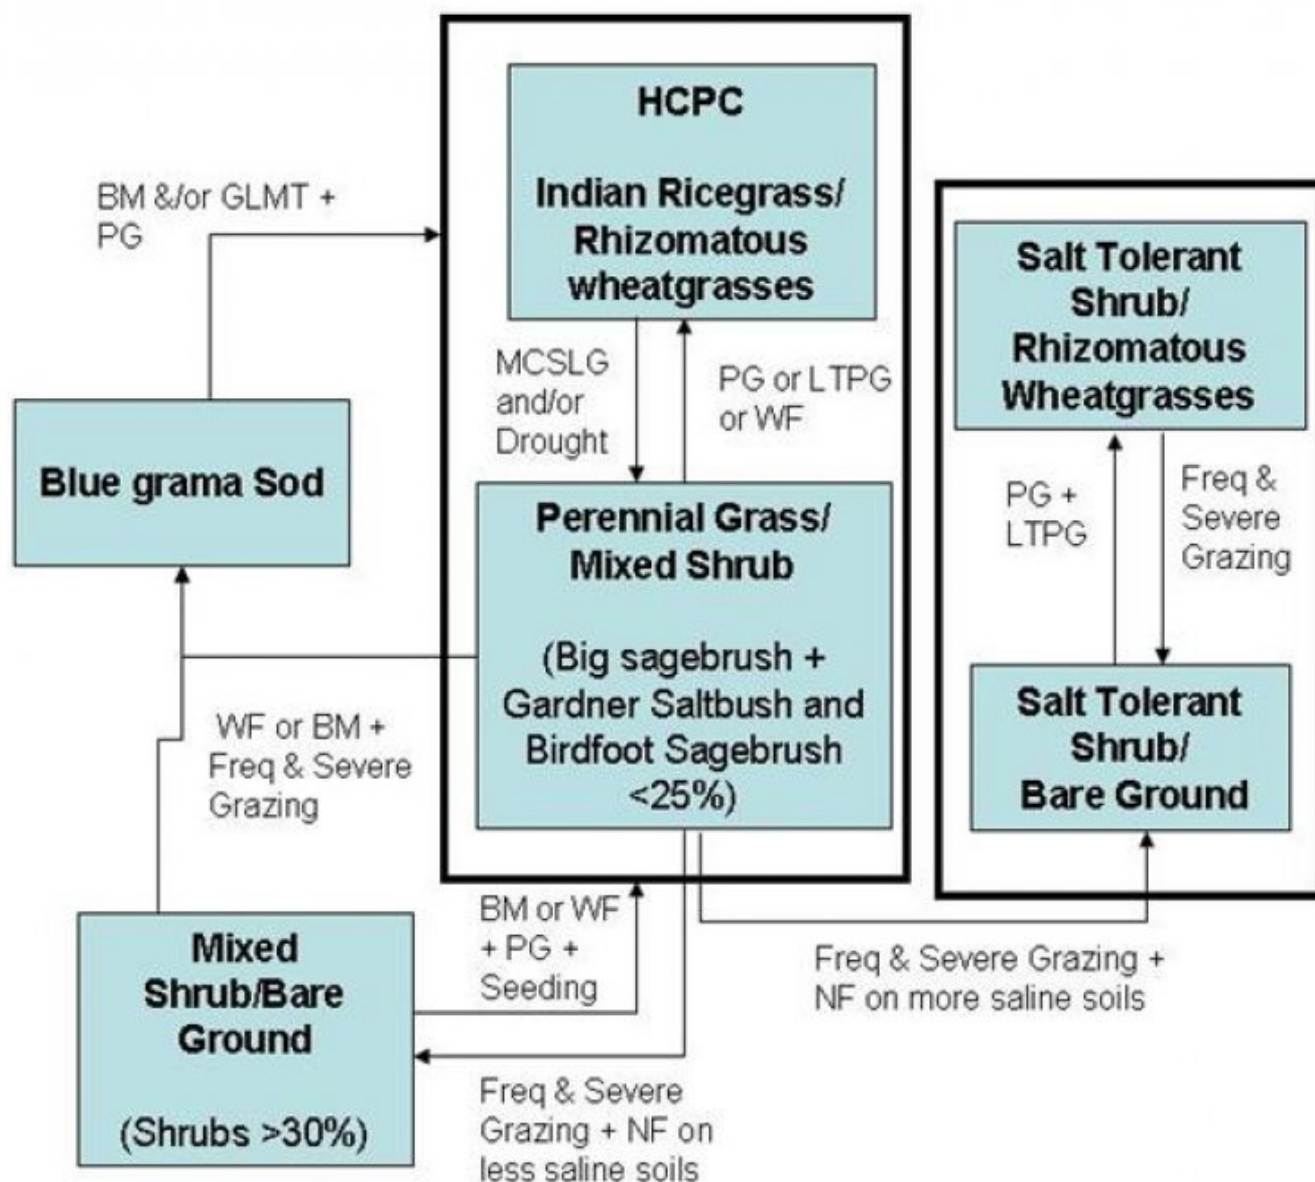 HCPC
Indian Ricegrass/
Rhizomatous
wheatgrasses
BM &/or GLMT +
PG
MCSLG
and/or
Drought
PG or LTPG
or WF
Salt Tolerant
Shrub/
Rhizomatous
Wheatgrasses
Blue grama Sod
Perennial Grass/
Mixed Shrub
(Big sagebrush +
Gardner Saltbush and
Birdfoot Sagebrush
<25%)
PG +
LTPG
Freq &
Severe
Grazing
Salt Tolerant
Shrub/
Bare Ground
WF or BM +
Freq & Severe
Grazing
Mixed
Shrub/Bare
Ground
(Shrubs >30%)
BM or WF
+ PG +
Seeding
Freq & Severe Grazing +
NF on more saline soils
Freq & Severe
Grazing + NF on
less saline soils